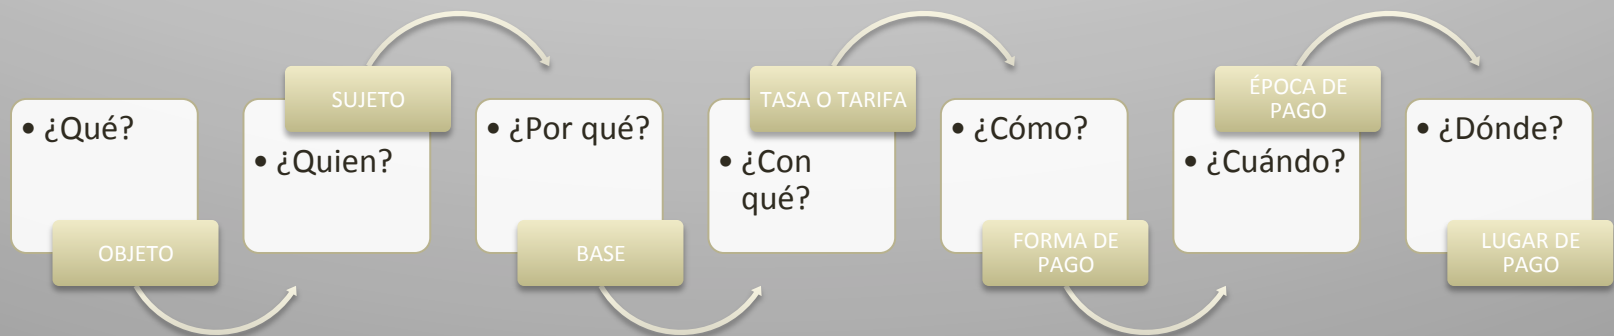 • ¿Qué?
OBJETO
SUJETO
• ¿Quien?
• ¿Por qué?
BASE
TASA O TARIFA
• ¿Con
qué?
• ¿Cómo?
FORMA DE
PAGO
ÉPOCA DE
PAGO
• ¿Cuándo?
• ¿Dónde?
LUGAR DE
PAGO